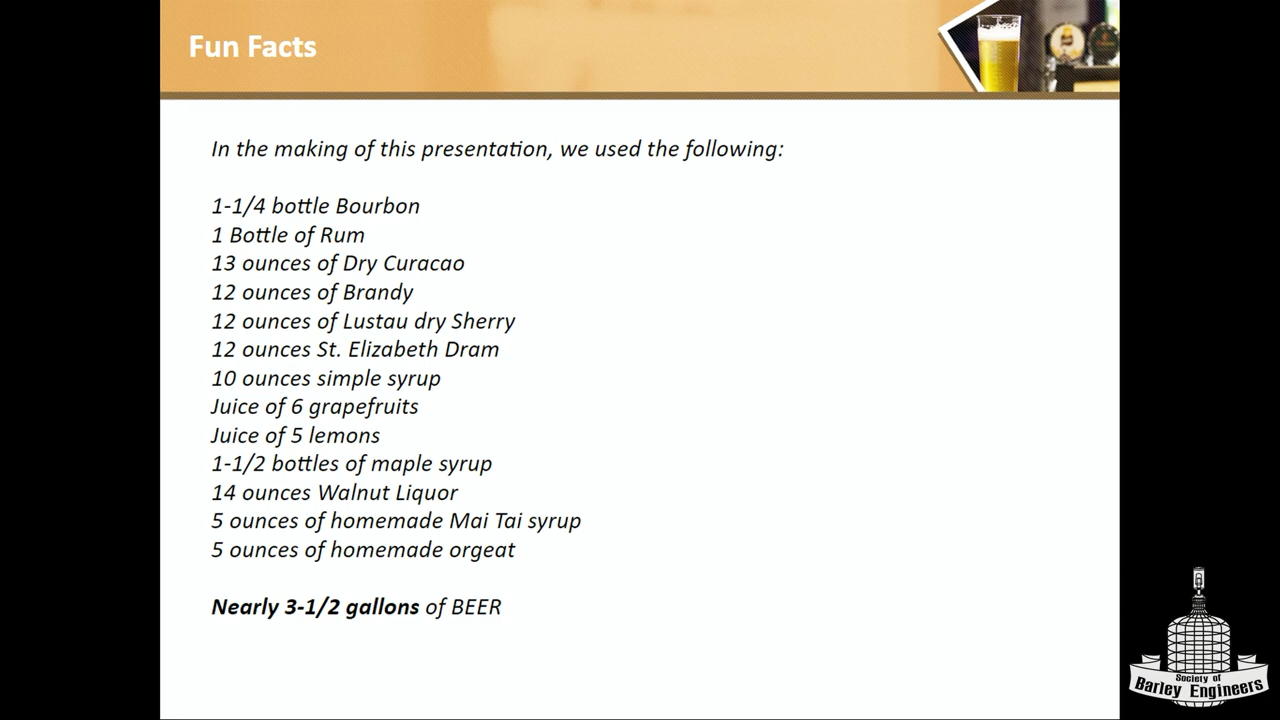 Fun Facts
In the making of this presentation, we used the following:
1-1/4 bottle Bourbon
1 Bottle of Rum
13 ounces of Dry Curacao
12 ounces of Brandy
12 ounces of Lustau dry Sherry
12 ounces St. Elizabeth Dram
10 ounces simple syrup
Juice of 6 grapefruits
Juice of 5 lemons
1-1/2 bottles of maple syrup
14 ounces Walnut Liquor
5 ounces of homemade Mai Tai syrup
5 ounces of homemade orgeat
Nearly 3-1/2 gallons of BEER
Society of
Barley Engineers